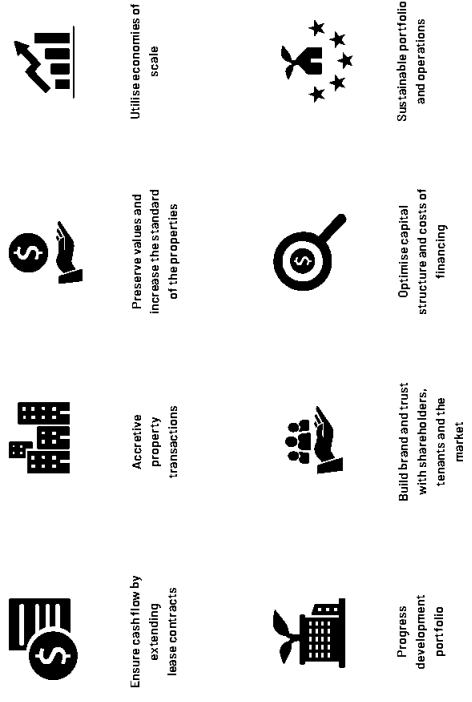 Ensure cashflow by
extending
lease contracts
Accretive
property
transactions
Preserve values and
increase the standard
of the properties
Utilise economies of
scale
Progress
development
portfolio
Build brand and trust
with shareholders,
tenants and the
market
Optimise capital
structure and costs of
financing
Sustainable portfolio
and operations